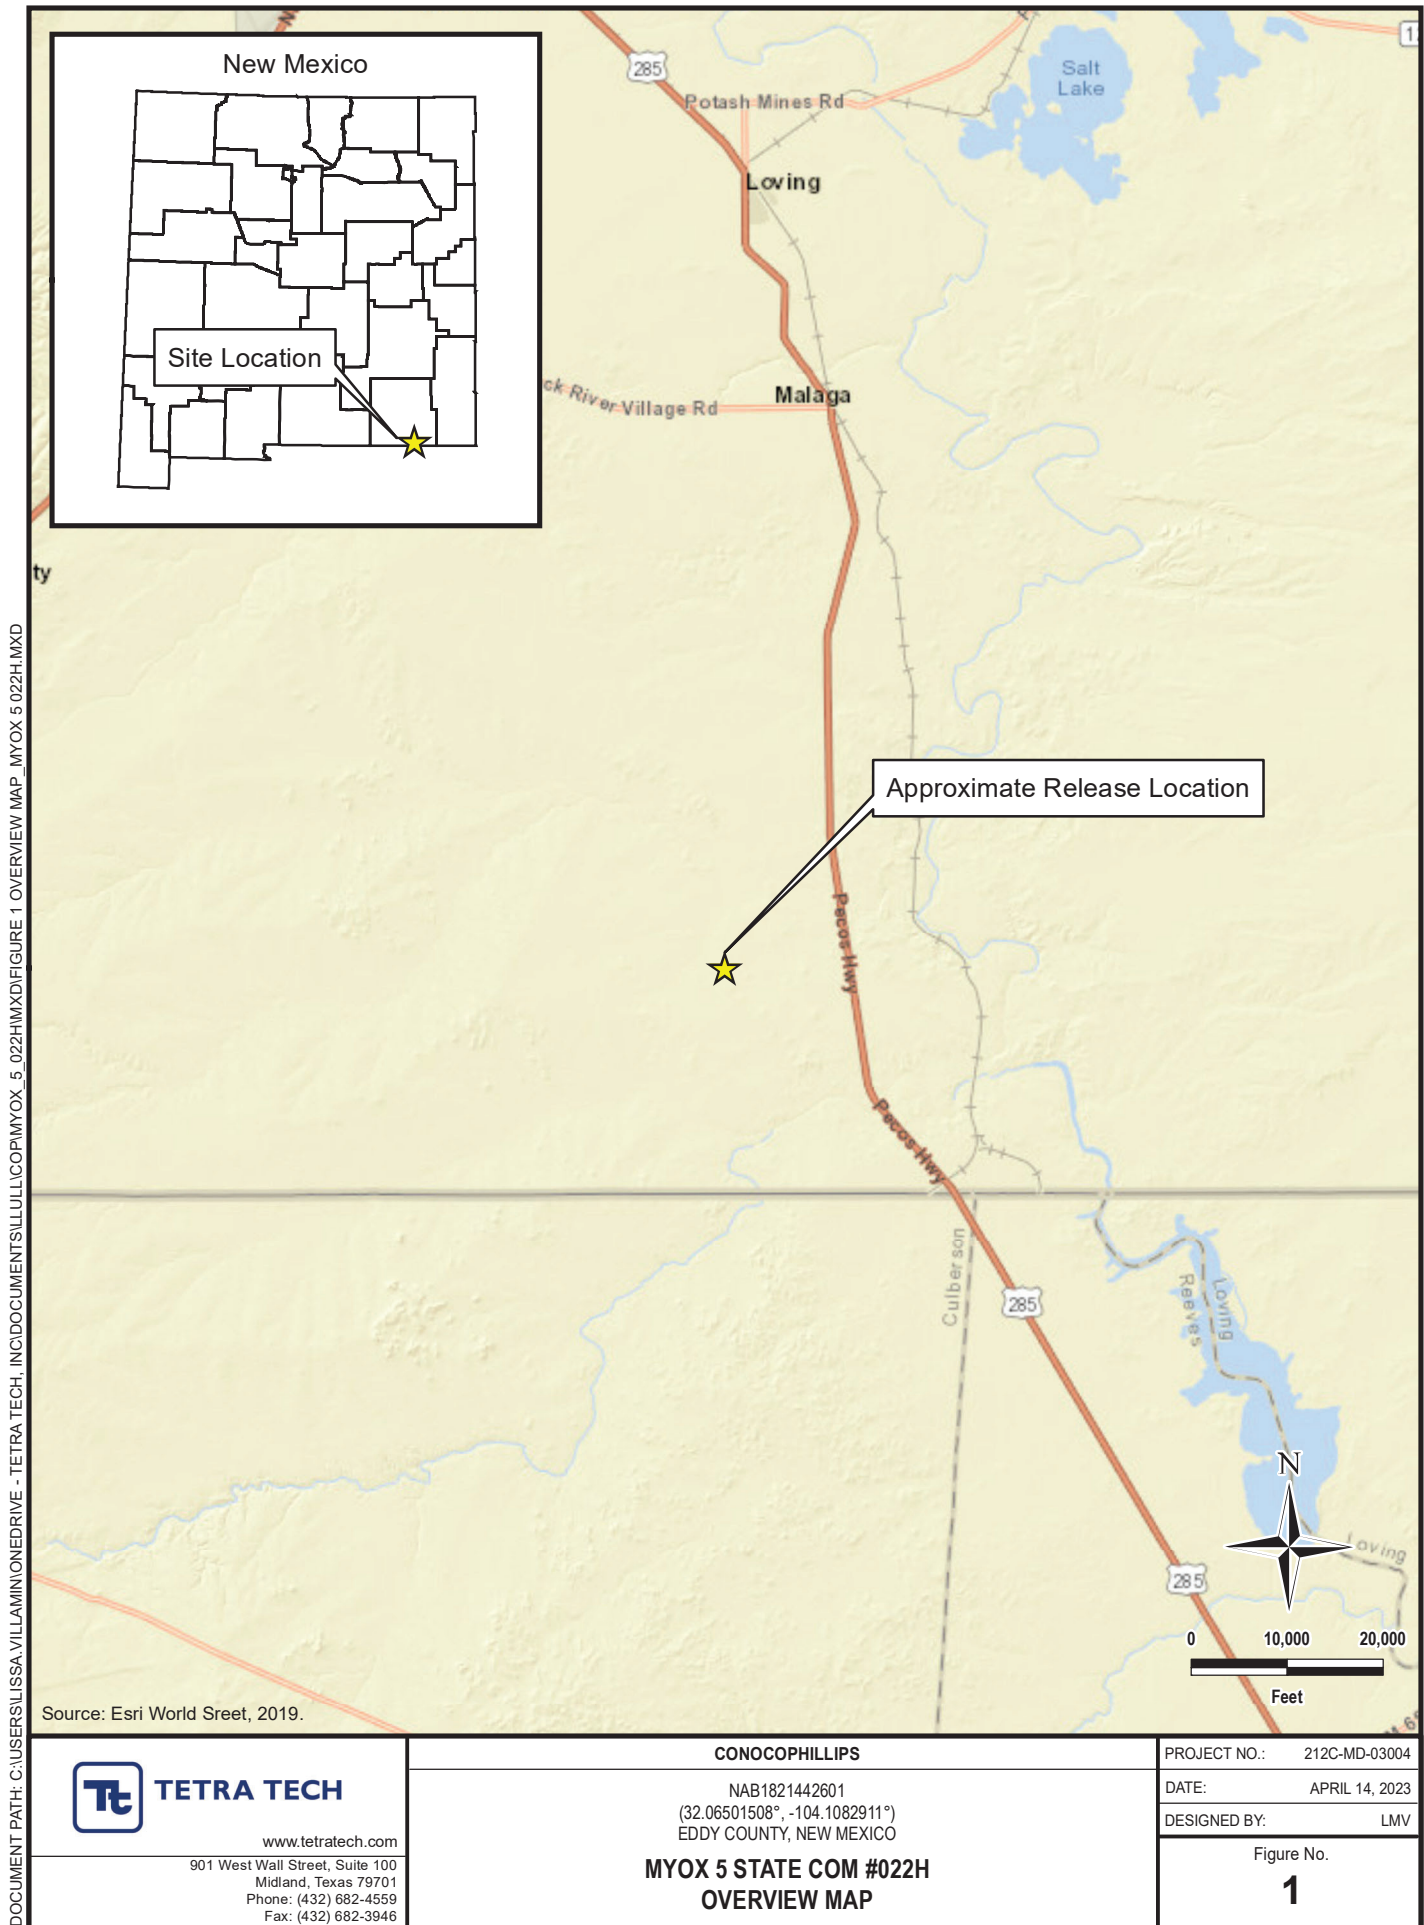 New Mexico
Site Location
285
Potash Mines Rd
Salt
Lake
Loving
ck River Village Rd
Malaga
ty
Approximate Release Location
Pecos Hwy
Pecos Hwy
Culberson
285
Reeves
Loving
N
Loving
285
0 10,000 20,000
Feet
Source: Esri World Sreet, 2019.
DOCUMENT PATH: C:\USERS\LISSA.VILLAMIN\ONEDRIVE - TETRA TECH, INC\DOCUMENTS\LLULL\COP\MYOX_5_022H\MXD\FIGURE 1 OVERVIEW MAP_MYOX 5 022H.MXD
Tt TETRA TECH
www.tetratech.com
901 West Wall Street, Suite 100
Midland, Texas 79701
Phone: (432) 682-4559
Fax: (432) 682-3946
CONOCOPHILLIPS
NAB1821442601
(32.06501508°, -104.1082911°)
EDDY COUNTY, NEW MEXICO
MYOX 5 STATE COM #022H
OVERVIEW MAP
PROJECT NO.: 212C-MD-03004
DATE: APRIL 14, 2023
DESIGNED BY: LMV
Figure No.
1